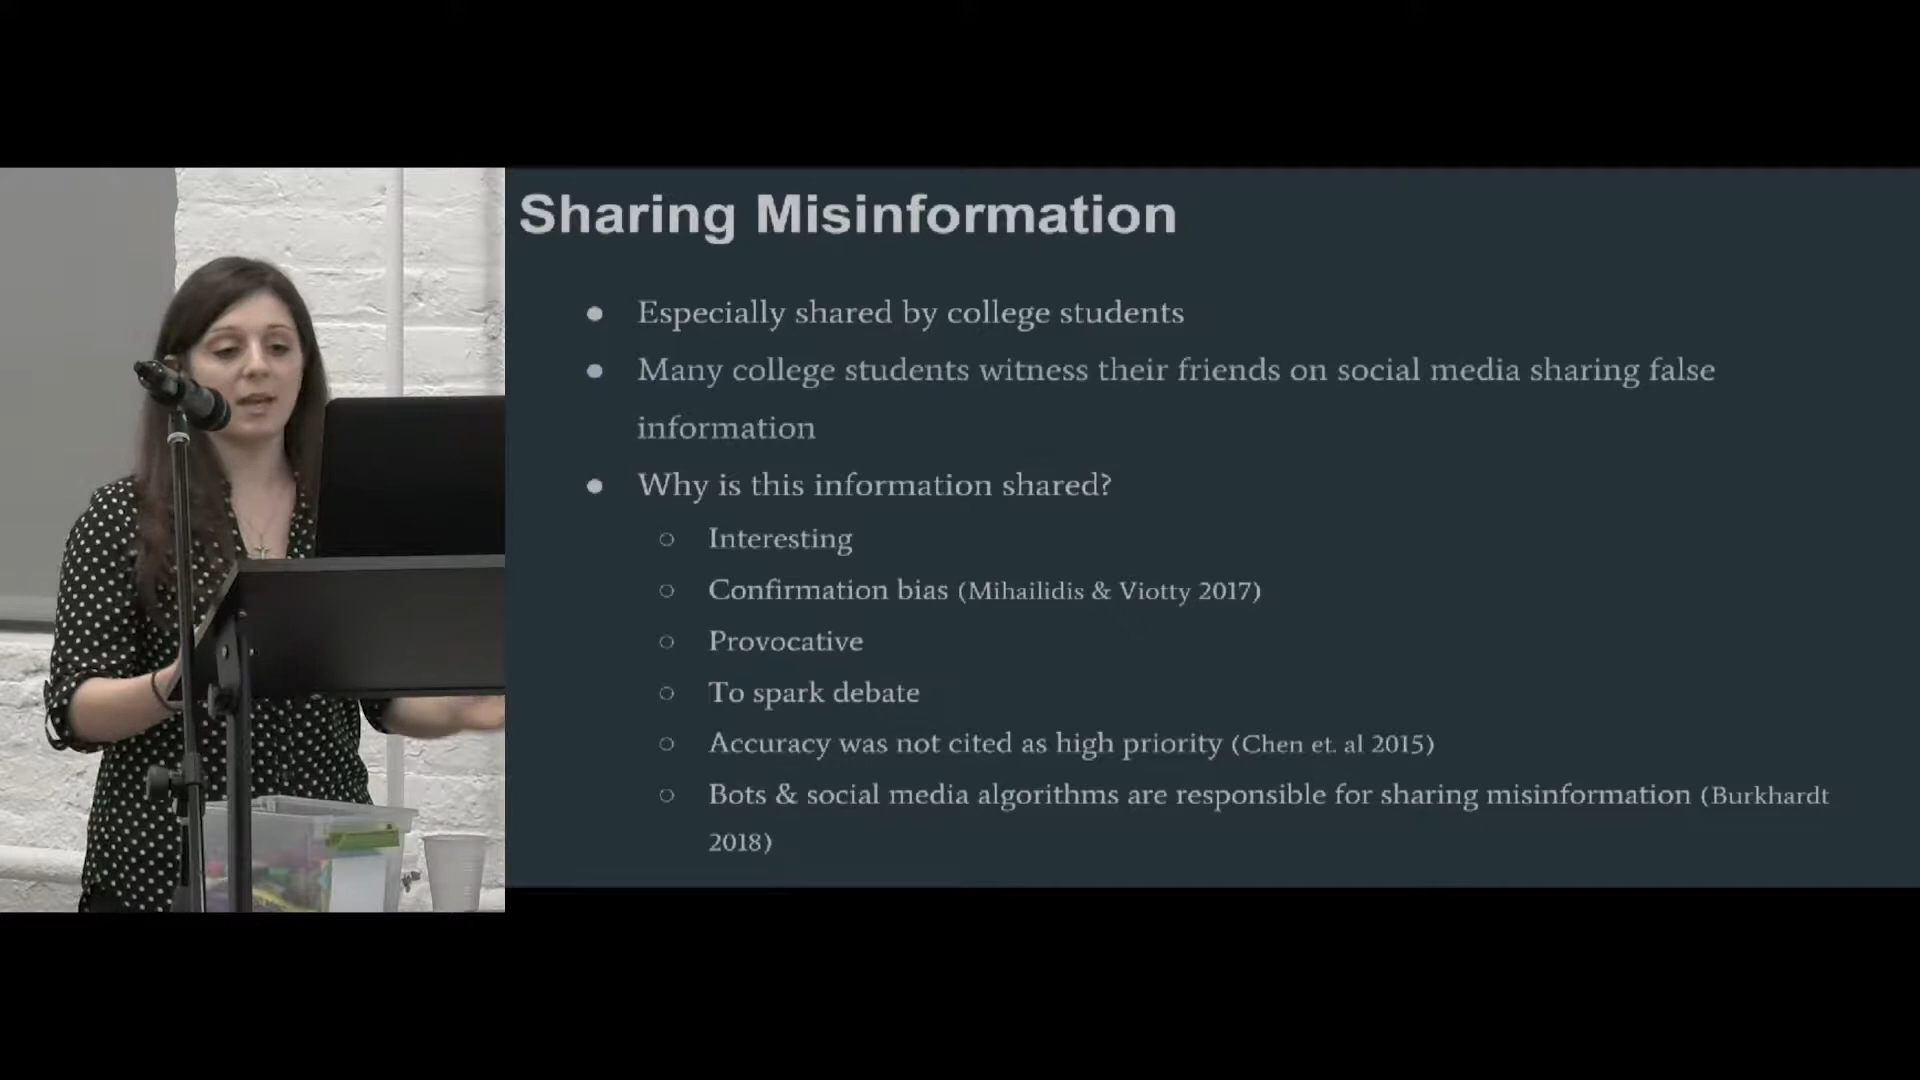 Sharing Misinformation
● Especially shared by college students
● Many college students witness their friends on social media sharing false
information
● Why is this information shared?
○ Interesting
○ Confirmation bias (Mihailidis & Viotty 2017)
○ Provocative
○ To spark debate
○ Accuracy was not cited as high priority (Chen et. al 2015)
○ Bots & social media algorithms are responsible for sharing misinformation (Burkhardt
2018)